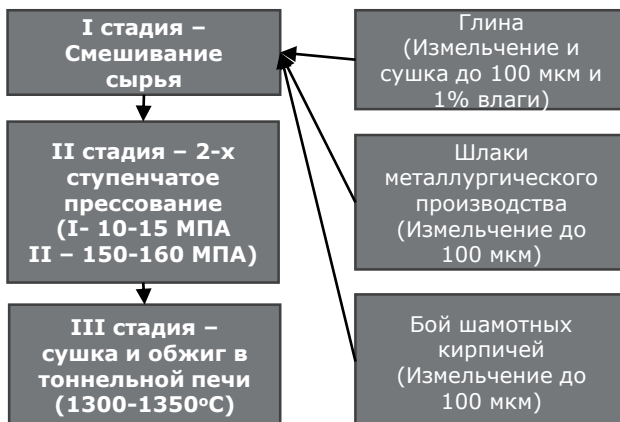 I стадия –
Смешивание
сырья
II стадия – 2-х
ступенчатое
прессование
(I- 10-15 МПА
II – 150-160 МПА)
III стадия –
сушка и обжиг в
тоннельной печи
(1300-1350ºС)
Глина
(Измельчение и
сушка до 100 мкм и
1% влаги)
Шлаки
металлургического
производства
(Измельчение до
100 мкм)
Бой шамотных
кирпичей
(Измельчение до
100 мкм)